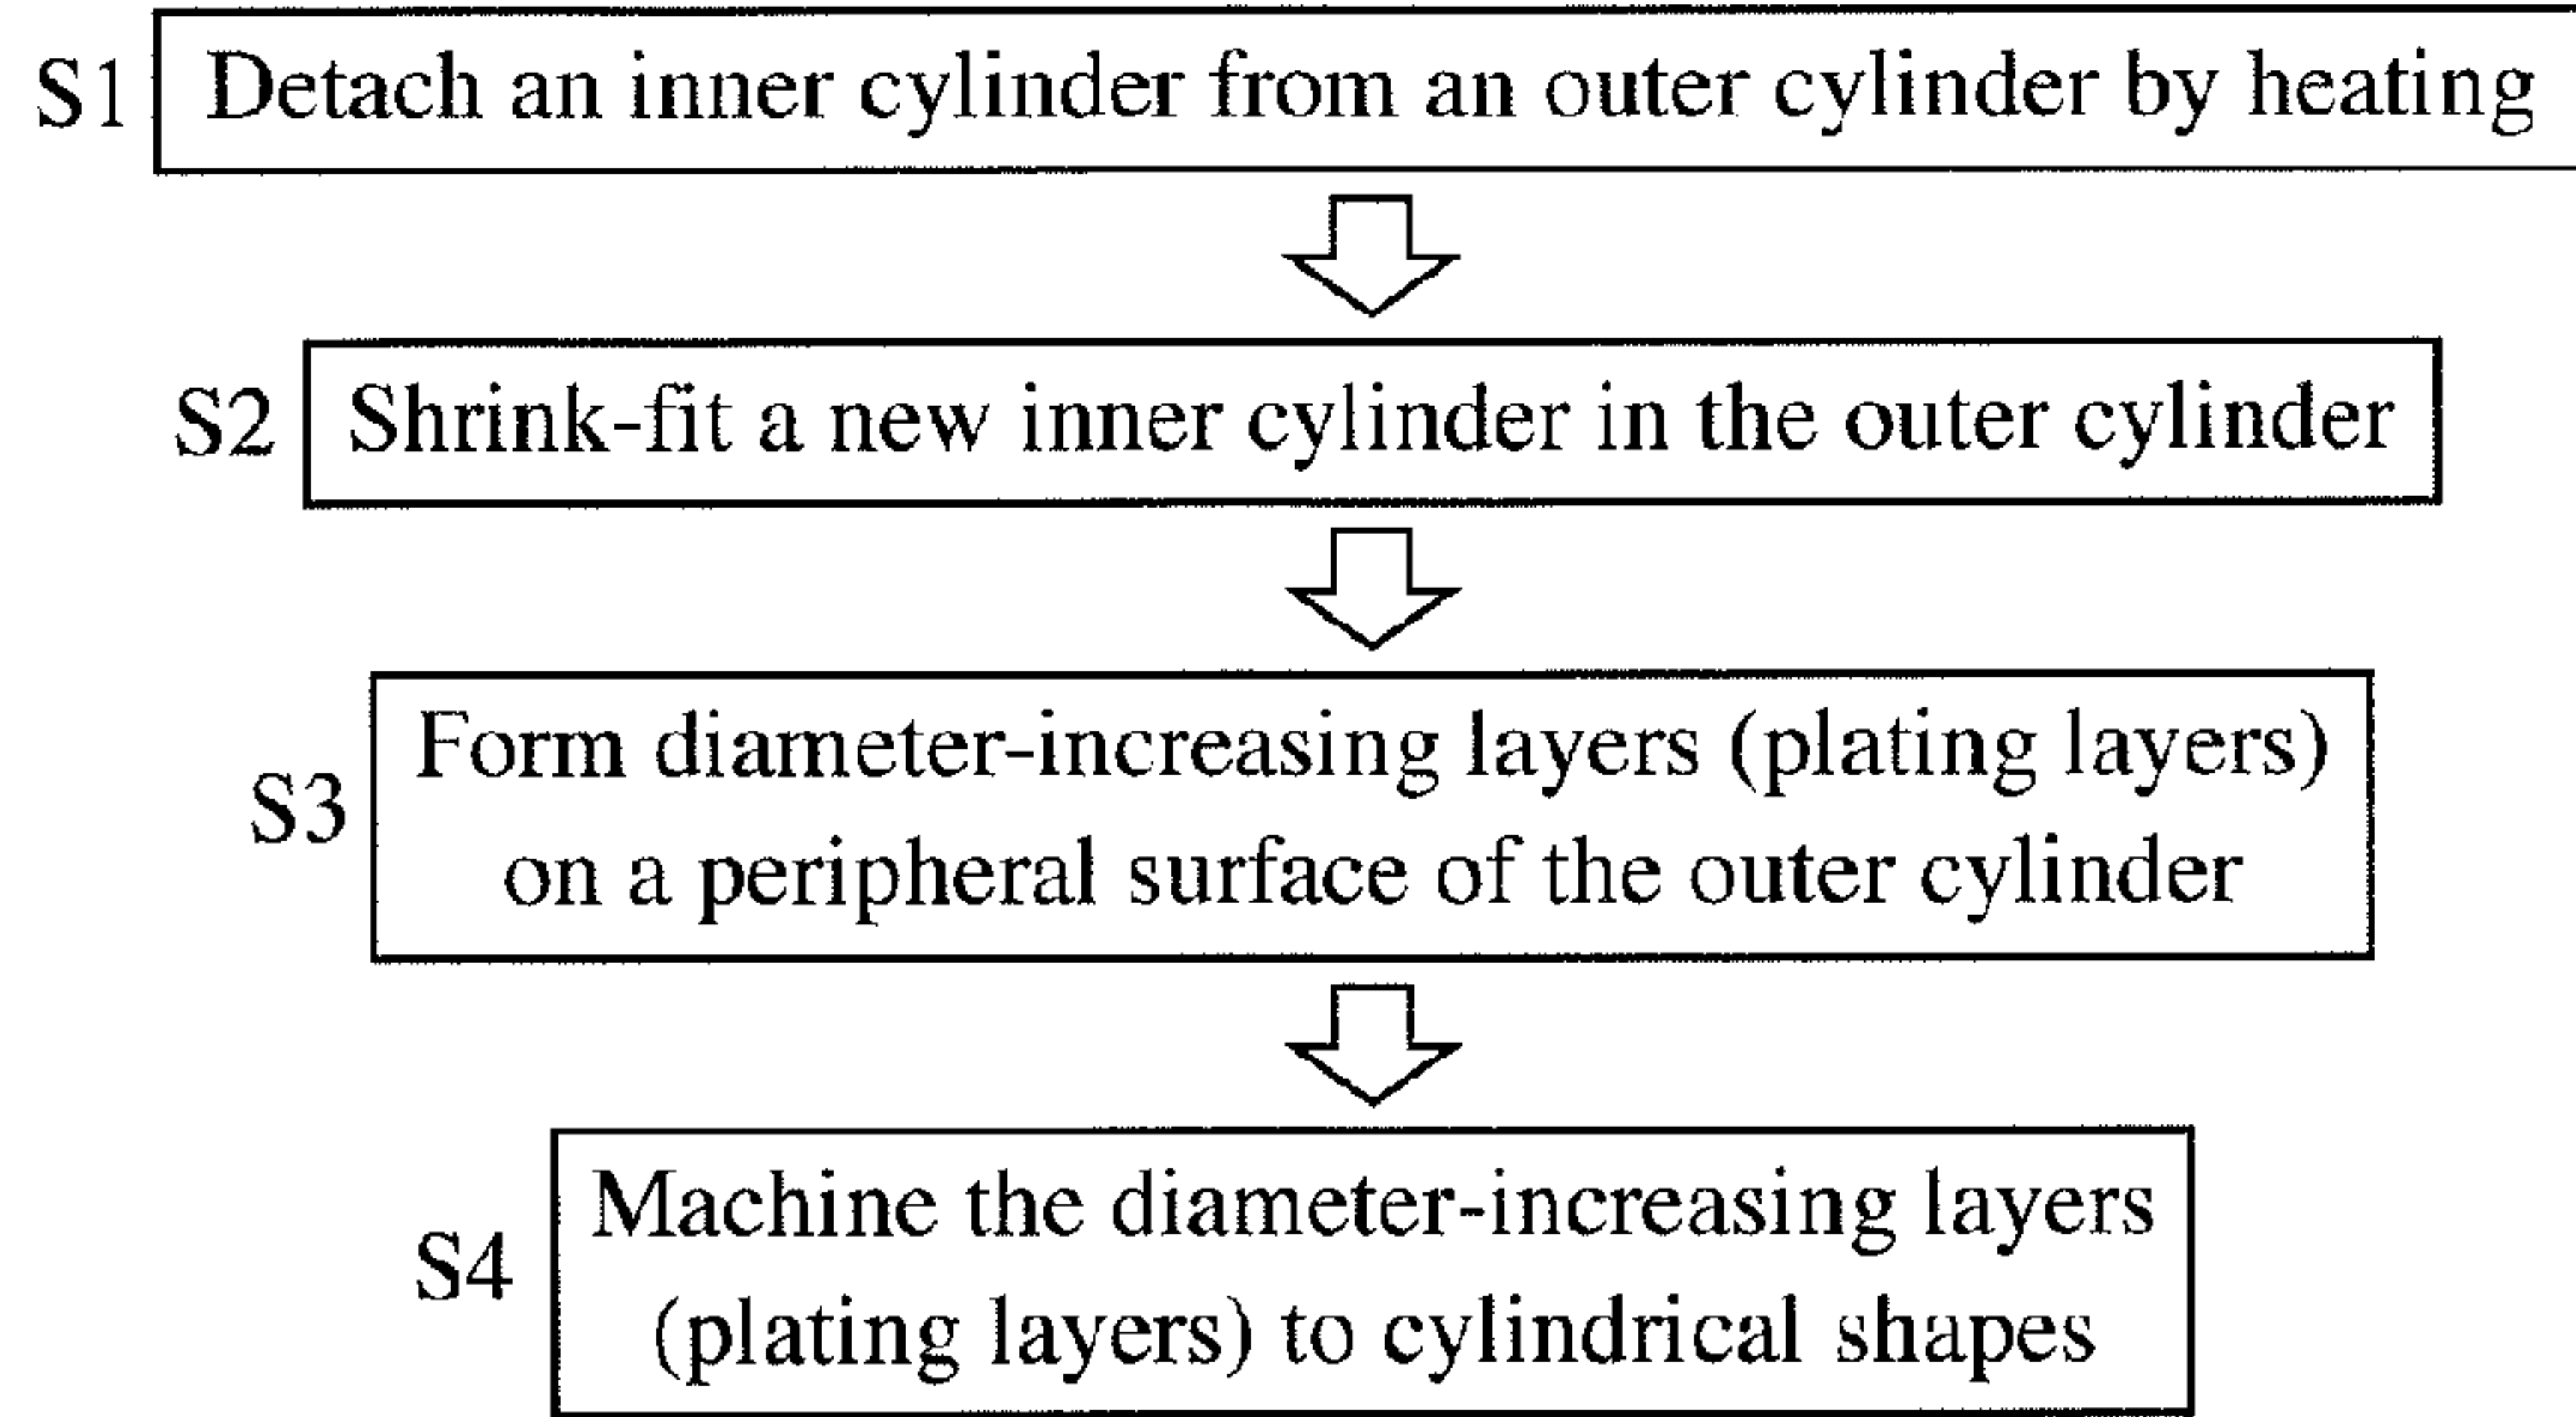 S1 Detach an inner cylinder from an outer cylinder by heating
S2 Shrink-fit a new inner cylinder in the outer cylinder
S3 Form diameter-increasing layers (plating layers)
on a peripheral surface of the outer cylinder
S4 Machine the diameter-increasing layers
(plating layers) to cylindrical shapes